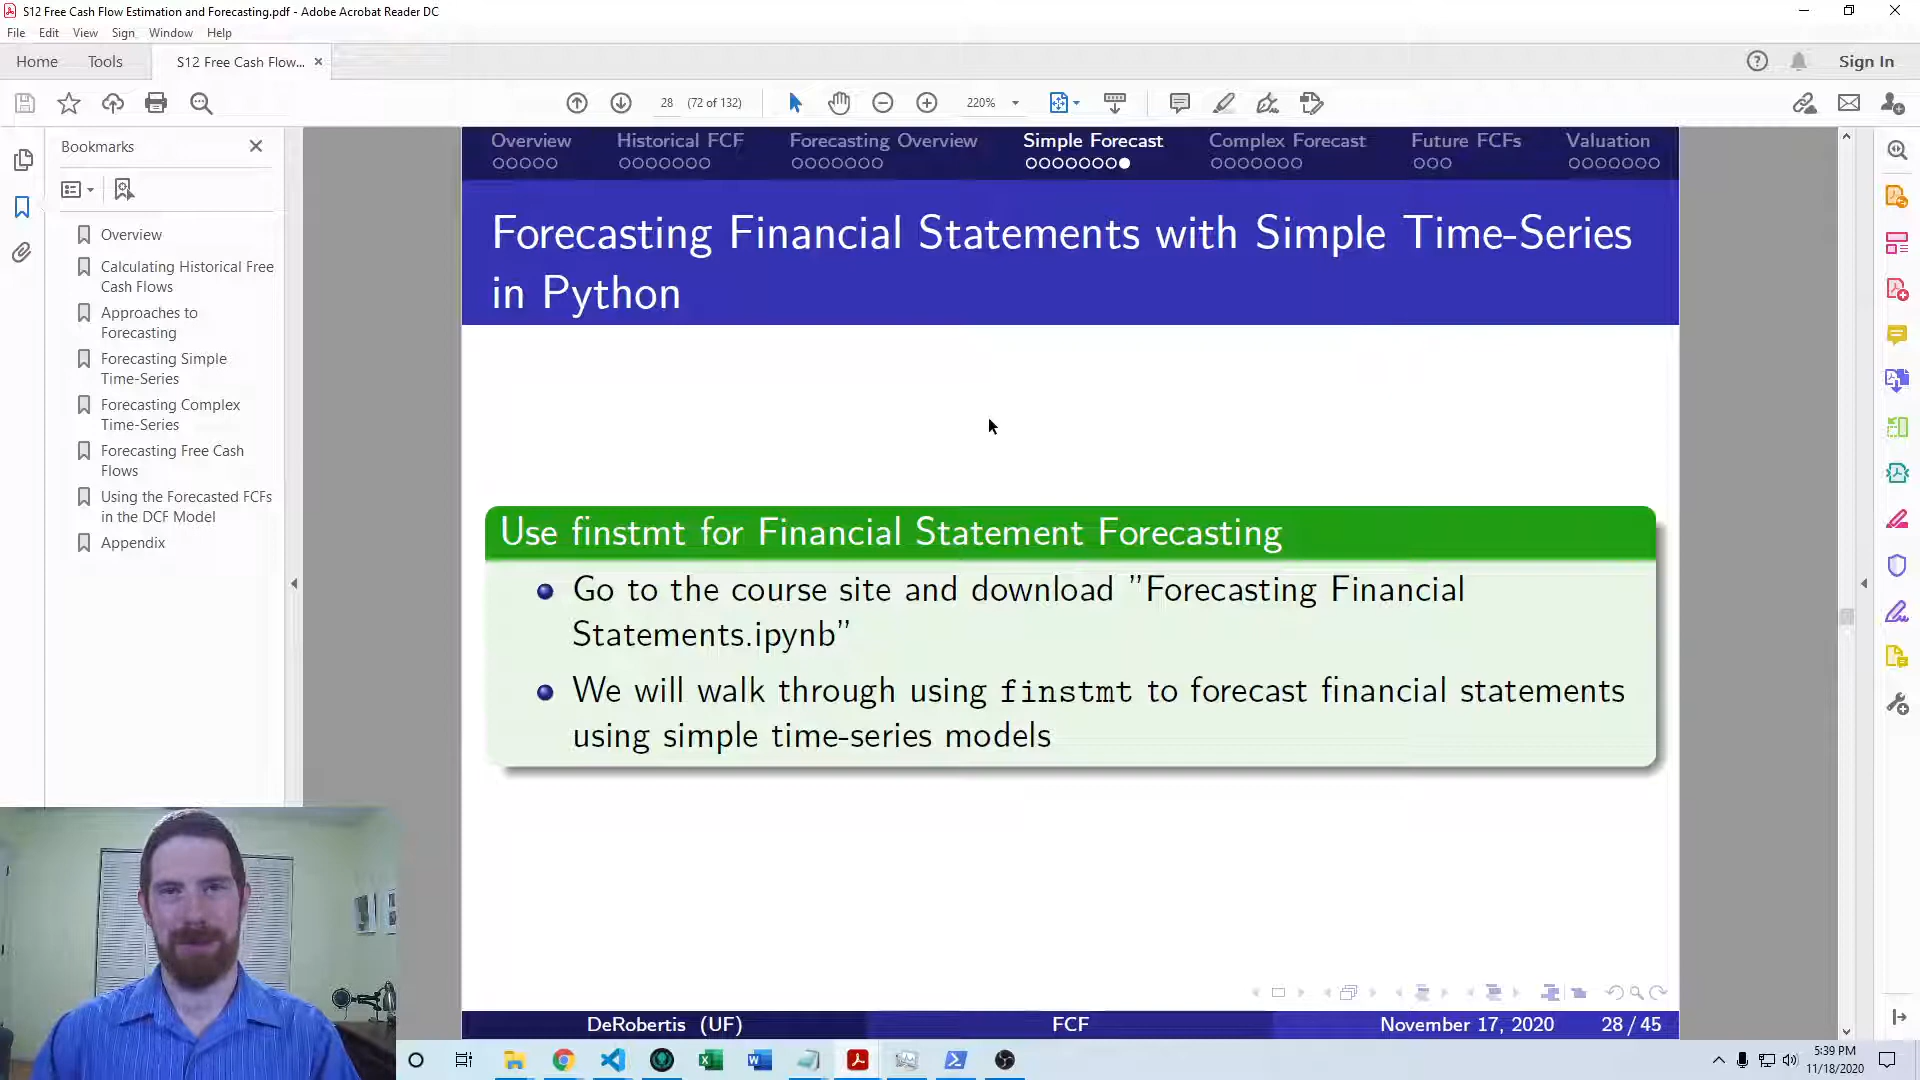 S12 Free Cash Flow Estimation and Forecasting.pdf - Adobe Acrobat Reader DC
File Edit View Sign Window Help
Home Tools S12 Free Cash Flow... ×
Sign In
28 (72 of 132) 220%
Bookmarks
Overview
Calculating Historical Free
Cash Flows
Approaches to
Forecasting
Forecasting Simple
Time-Series
Forecasting Complex
Time-Series
Forecasting Free Cash
Flows
Using the Forecasted FCFs
in the DCF Model
Appendix
Overview Historical FCF Forecasting Overview Simple Forecast Complex Forecast Future FCFs Valuation
Forecasting Financial Statements with Simple Time-Series
in Python
Use finstmt for Financial Statement Forecasting
Go to the course site and download ”Forecasting Financial
Statements.ipynb”
We will walk through using finstmt to forecast financial statements
using simple time-series models
DeRobertis (UF) FCF November 17, 2020 28 / 45
5:39 PM
11/18/2020